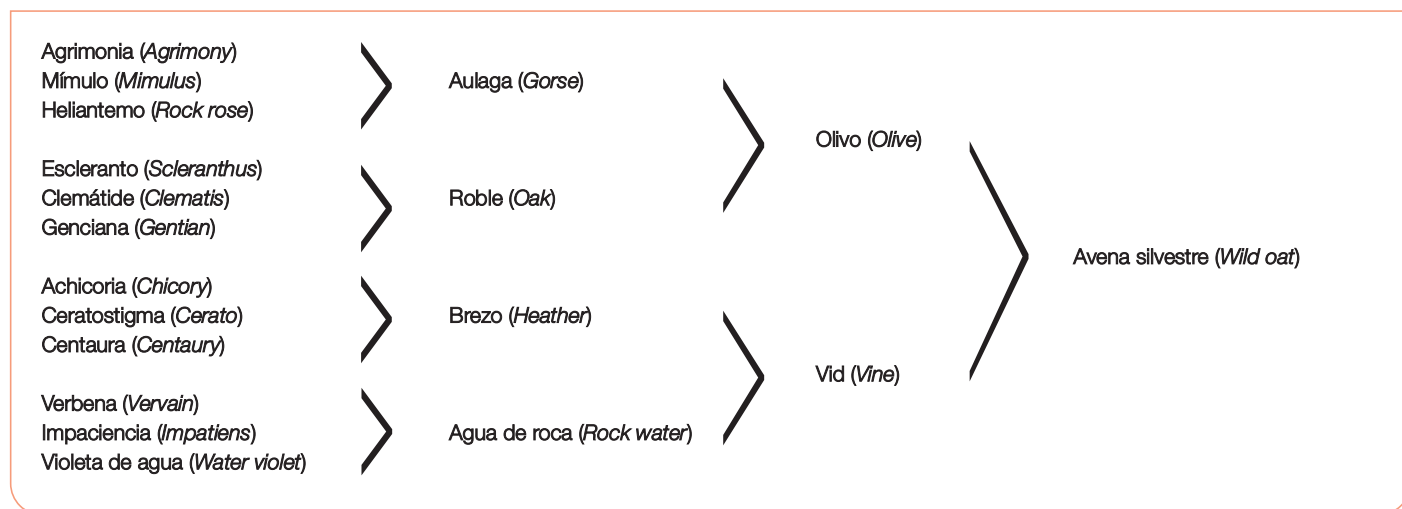 Agrimonia (Agrimony)
Mímulo (Mimulus)
Heliantemo (Rock rose)
Aulaga (Gorse)
Escleranto (Scleranthus)
Clemátide (Clematis)
Genciana (Gentian)
Roble (Oak)
Olivo (Olive)
Achicoria (Chicory)
Ceratostigma (Cerato)
Centaura (Centaury)
Brezo (Heather)
Verbena (Vervain)
Impaciencia (Impatiens)
Violeta de agua (Water violet)
Agua de roca (Rock water)
Vid (Vine)
Avena silvestre (Wild oat)